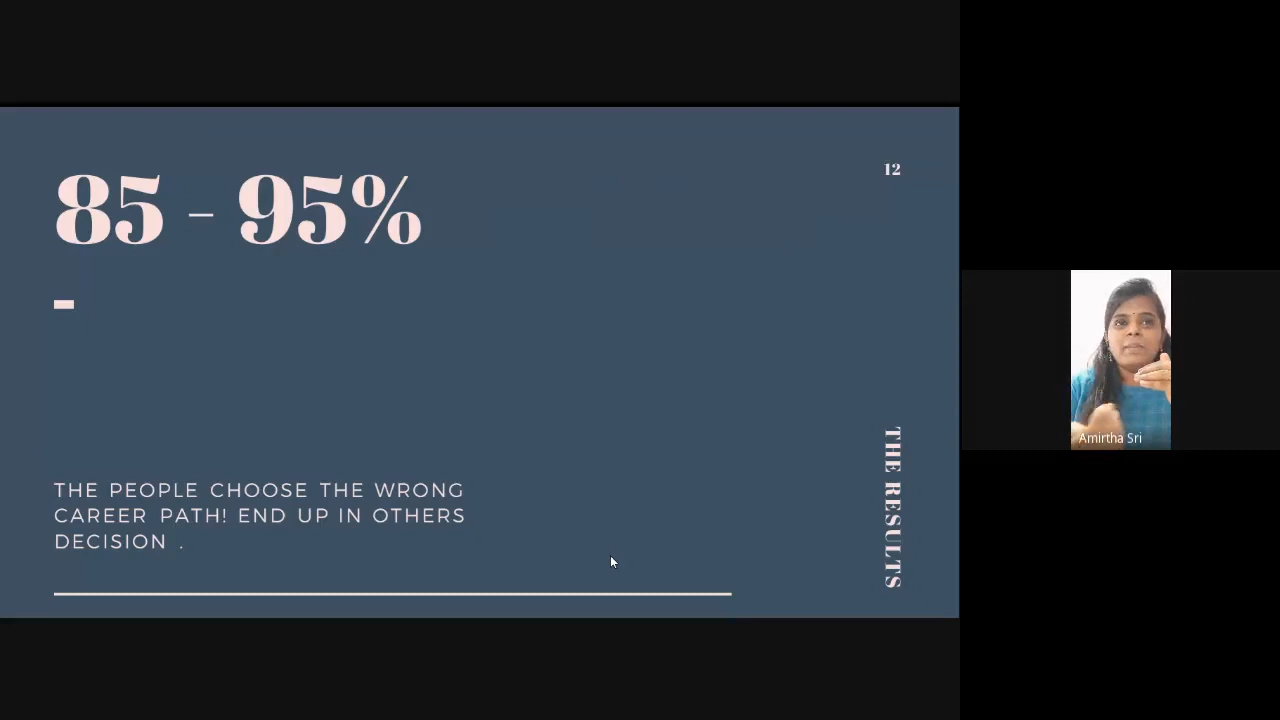 85 - 95%
12
-
THE PEOPLE CHOOSE THE WRONG
CAREER PATH! END UP IN OTHERS
DECISION .
THE RESULTS
Amirtha Sri